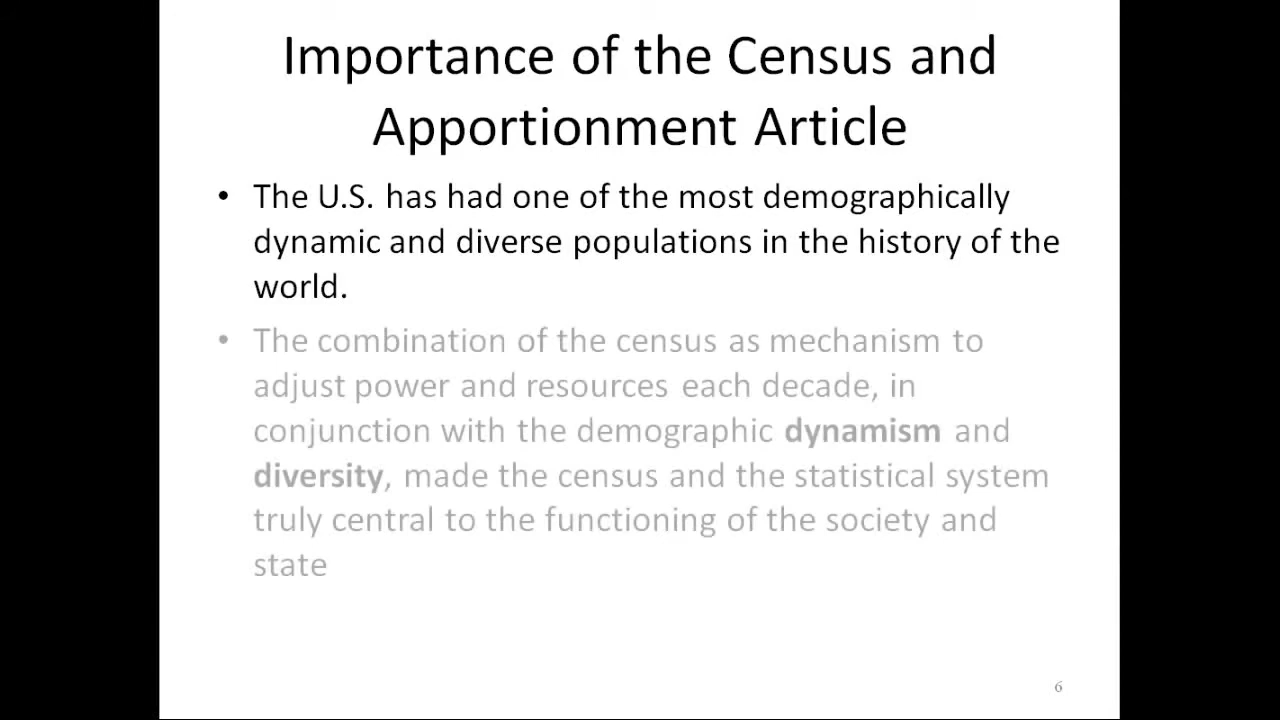 Importance of the Census and
Apportionment Article
• The U.S. has had one of the most demographically
dynamic and diverse populations in the history of the
world.
• The combination of the census as mechanism to
adjust power and resources each decade, in
conjunction with the demographic dynamism and
diversity, made the census and the statistical system
truly central to the functioning of the society and
state
6